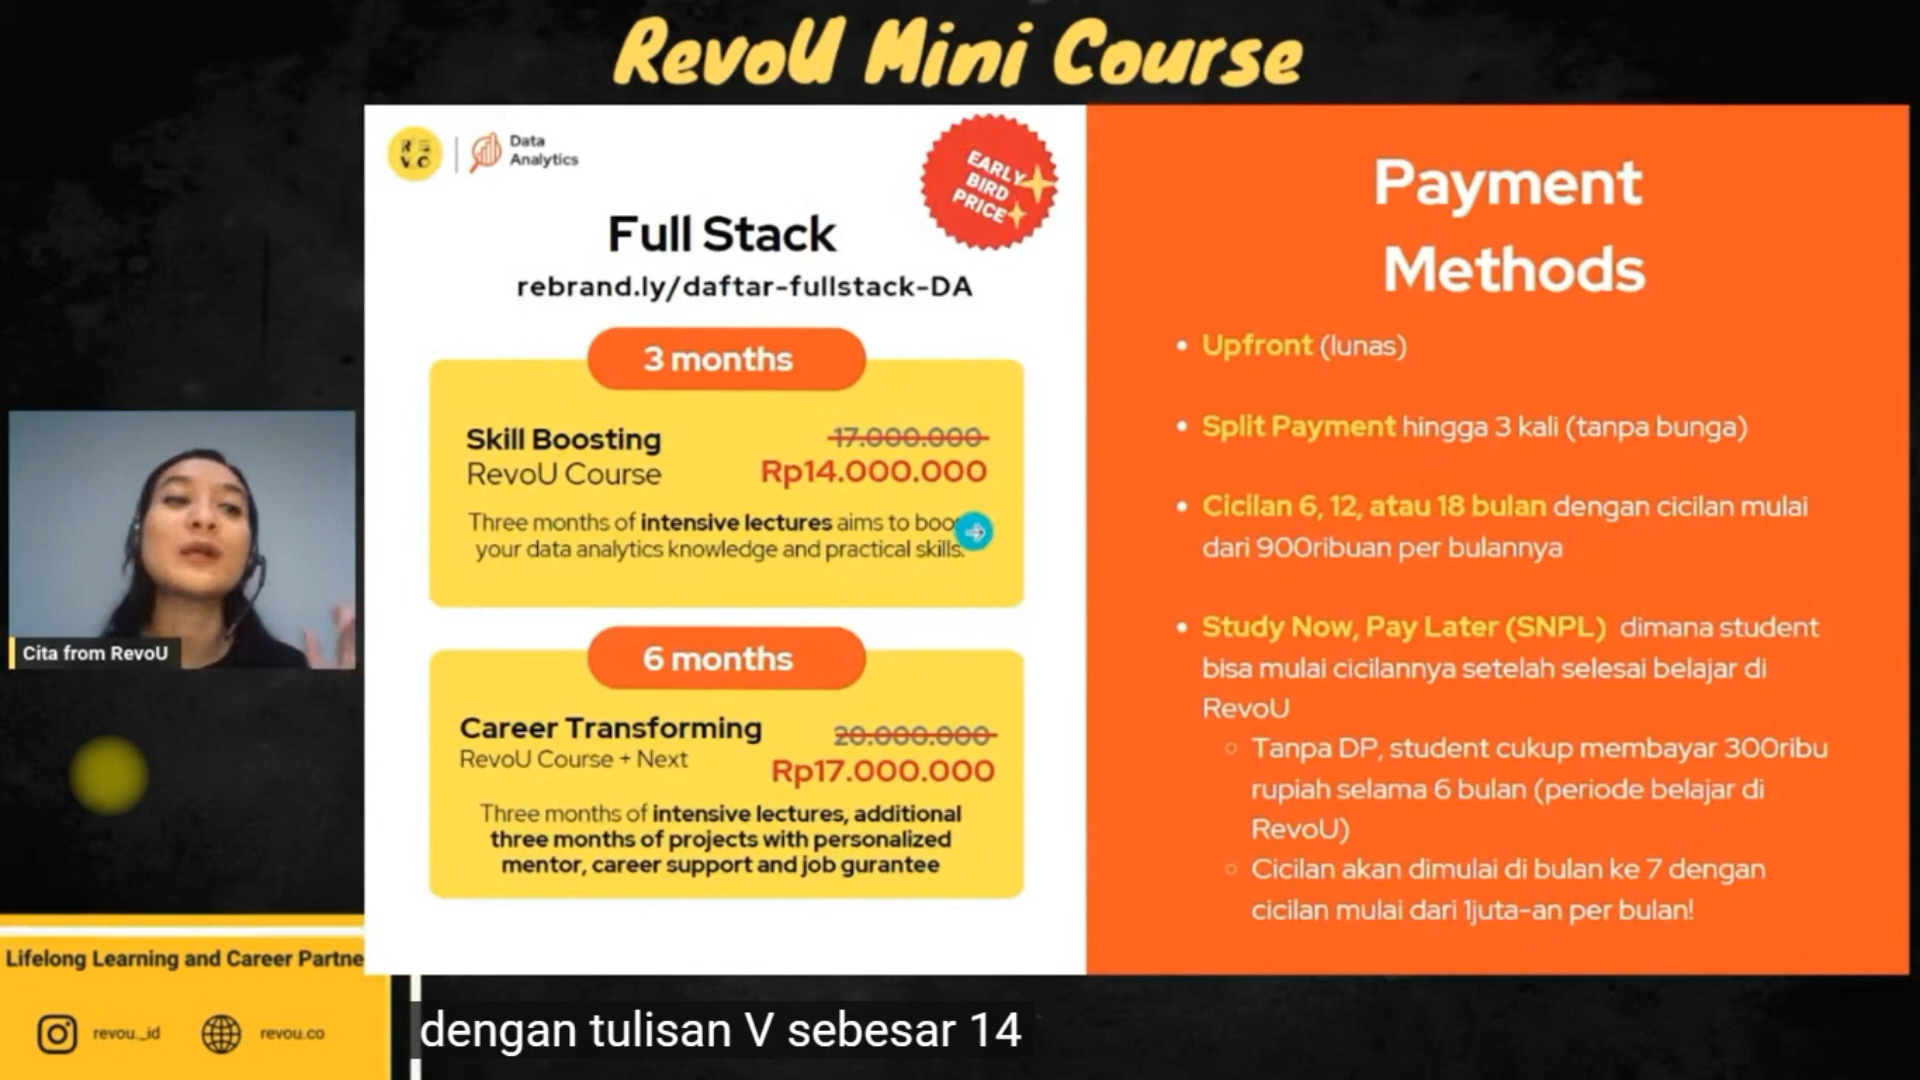 RevoU Mini Course
RE
VO
Data
Analytics
EARLY
BIRD
PRICE
Full Stack
rebrand.ly/daftar-fullstack-DA
3 months
Skill Boosting
17.000.000
RevoU Course
Rp14.000.000
Three months of intensive lectures aims to boo
your data analytics knowledge and practical skills.
6 months
Career Transforming
20.000.000
RevoU Course + Next
Rp17.000.000
Three months of intensive lectures, additional
three months of projects with personalized
mentor, career support and job gurantee
Payment
Methods
• Upfront (lunas)
• Split Payment hingga 3 kali (tanpa bunga)
• Cicilan 6, 12, atau 18 bulan dengan cicilan mulai
dari 900ribuan per bulannya
• Study Now, Pay Later (SNPL) dimana student
bisa mulai cicilannya setelah selesai belajar di
RevoU
○ Tanpa DP, student cukup membayar 300ribu
rupiah selama 6 bulan (periode belajar di
RevoU)
○ Cicilan akan dimulai di bulan ke 7 dengan
cicilan mulai dari 1juta-an per bulan!
Cita from RevoU
Lifelong Learning and Career Partne
revou_id
revou.co
dengan tulisan V sebesar 14